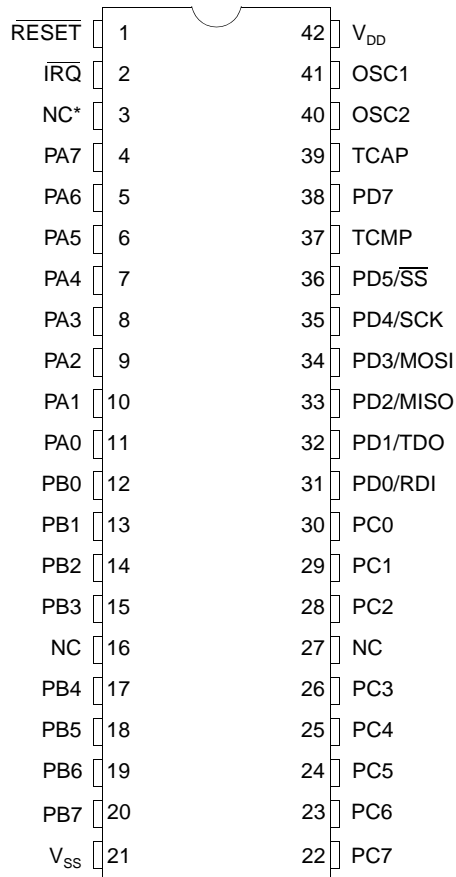 RESET 1 42 VDD
IRQ 2 41 OSC1
NC* 3 40 OSC2
PA7 4 39 TCAP
PA6 5 38 PD7
PA5 6 37 TCMP
PA4 7 36 PD5/SS
PA3 8 35 PD4/SCK
PA2 9 34 PD3/MOSI
PA1 10 33 PD2/MISO
PA0 11 32 PD1/TDO
PB0 12 31 PD0/RDI
PB1 13 30 PC0
PB2 14 29 PC1
PB3 15 28 PC2
NC 16 27 NC
PB4 17 26 PC3
PB5 18 25 PC4
PB6 19 24 PC5
PB7 20 23 PC6
VSS 21 22 PC7